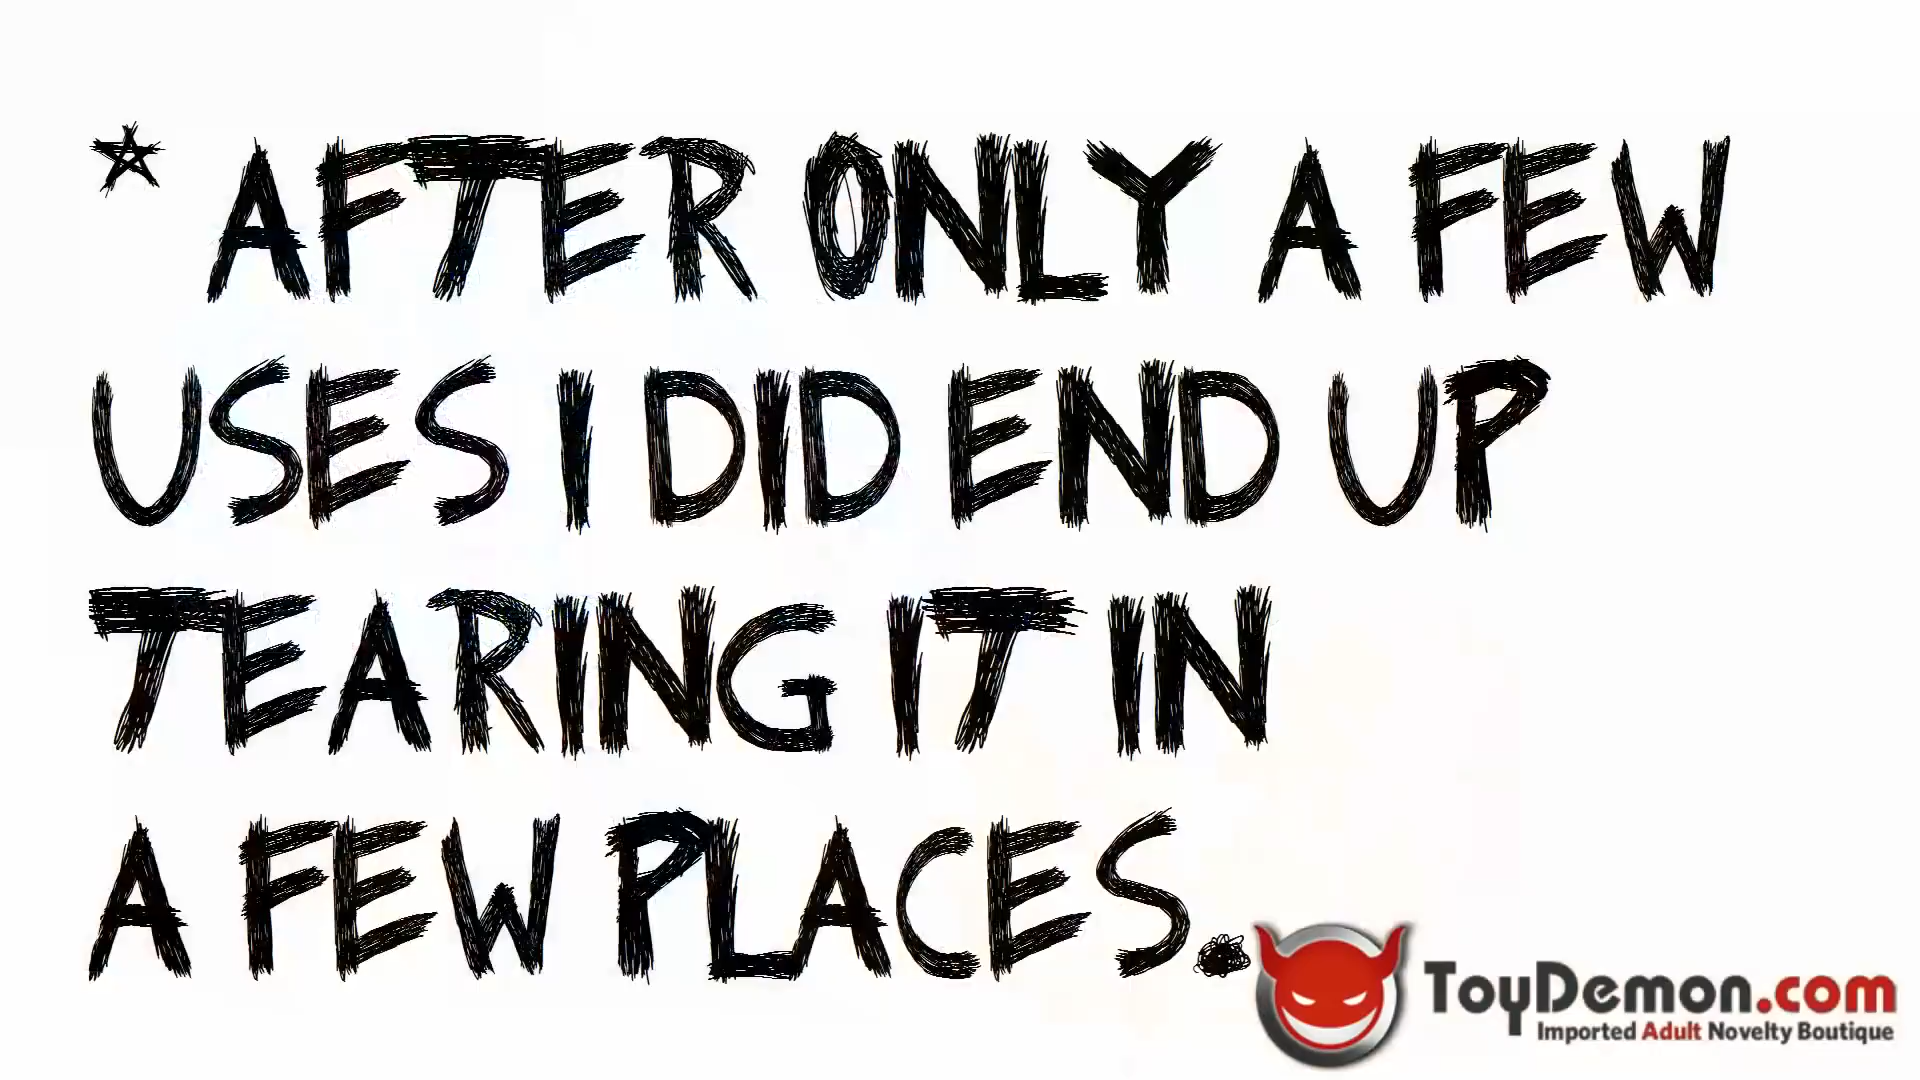 * AFTER ONLY A FEW
USES I DID END UP
TEARING IT IN
A FEW PLACES.
ToyDemon.com
Imported Adult Novelty Boutique